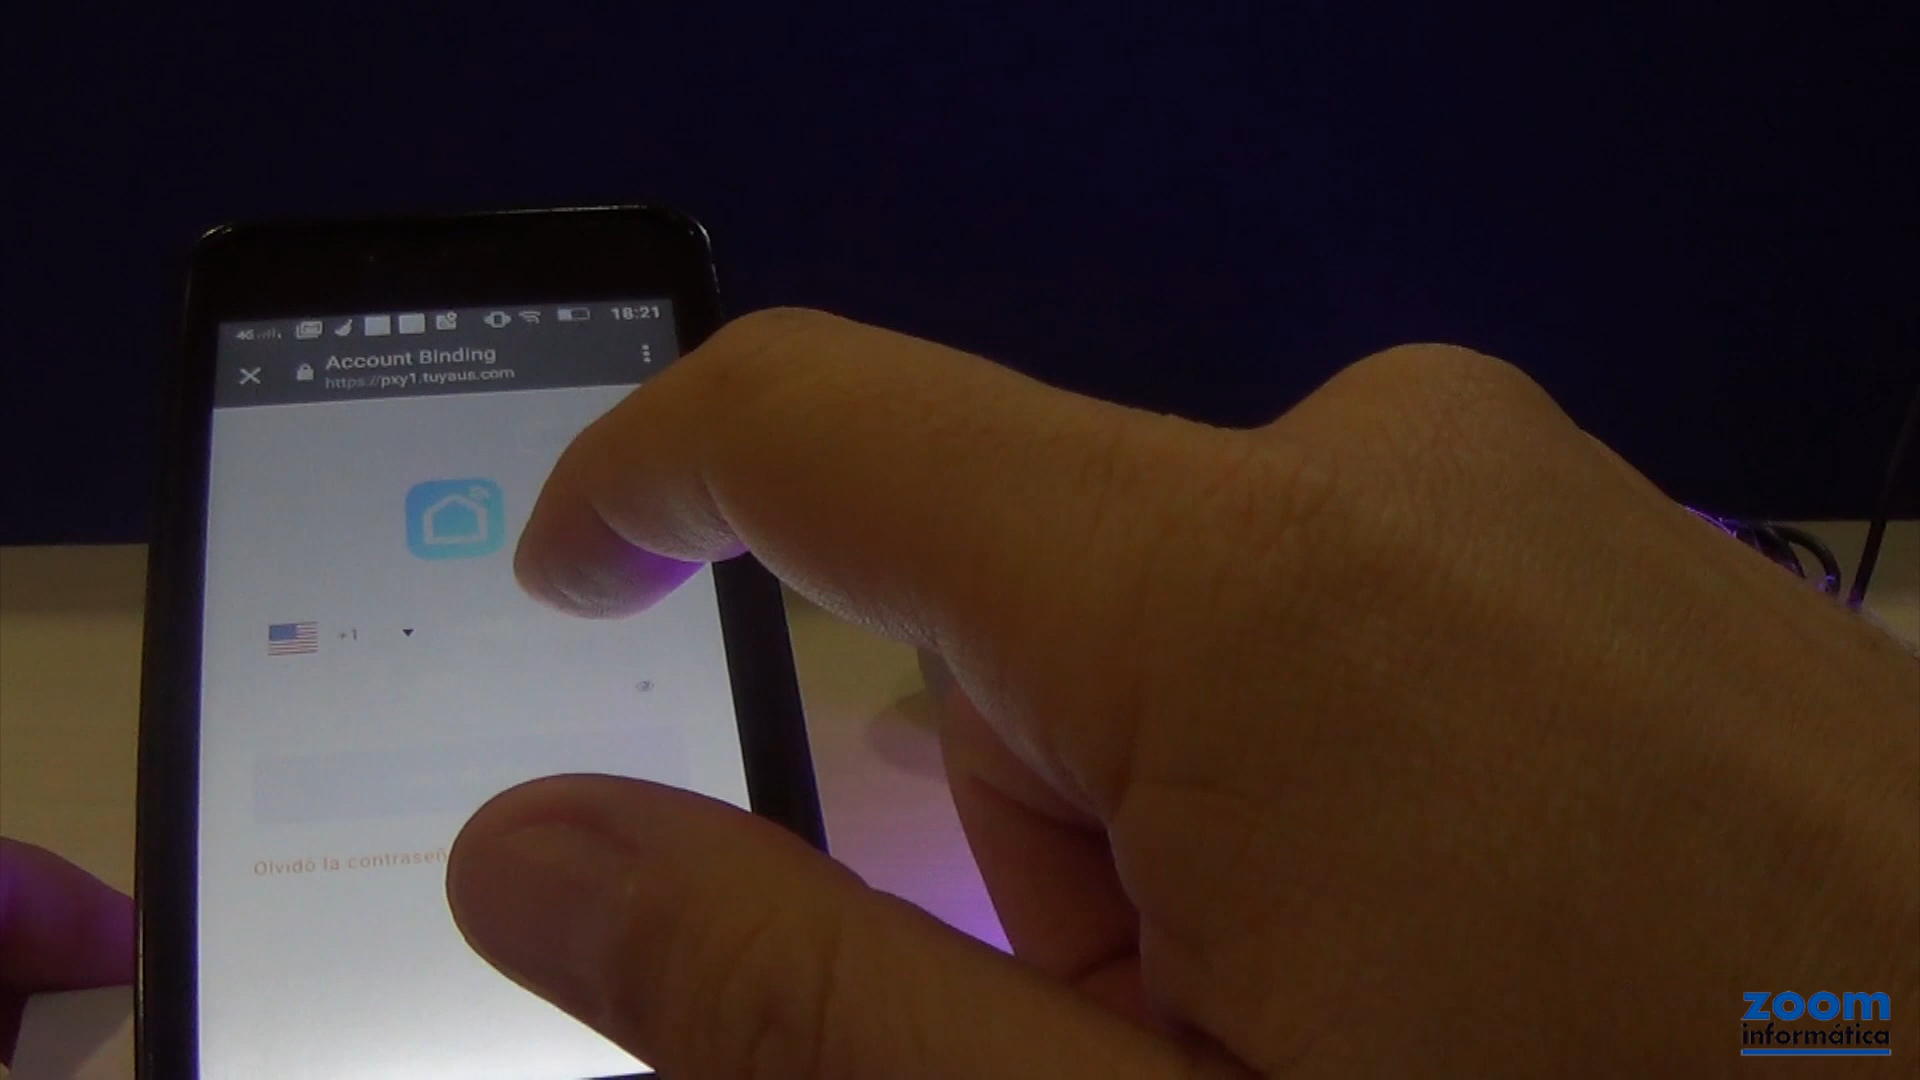 4G 18:21
Account Binding
https://pxy1.tuyaus.com
+1
Olvidó la contraseñ
zoom
informática